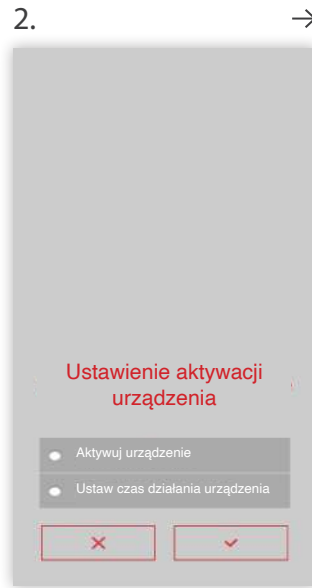 2.
Ustawienie aktywacji
urządzenia
Aktywuj urządzenie
Ustaw czas działania urządzenia